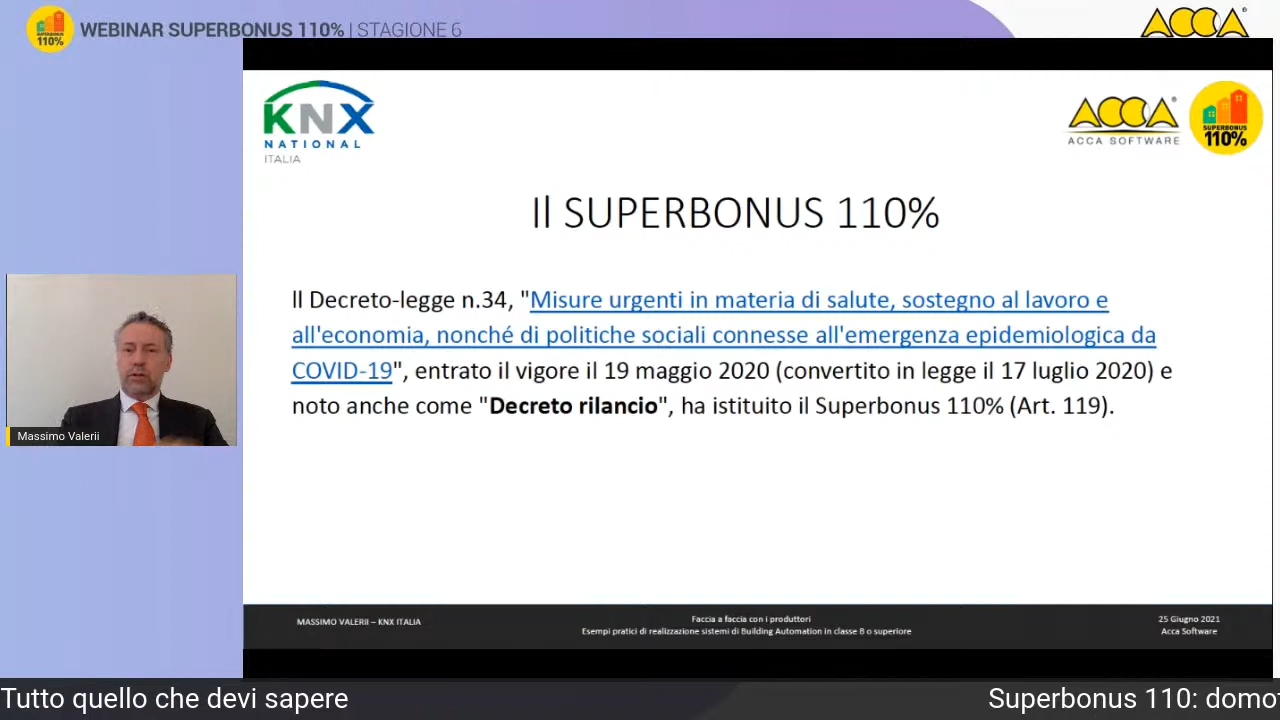 SUPERBONUS
110%
WEBINAR SUPERBONUS 110% | STAGIONE 6
ACCA
KNX
NATIONAL
ITALIA
ACCA
ACCA SOFTWARE
SUPERBONUS
110%
Il SUPERBONUS 110%
Il Decreto-legge n.34, "Misure urgenti in materia di salute, sostegno al lavoro e
all'economia, nonché di politiche sociali connesse all'emergenza epidemiologica da
COVID-19", entrato il vigore il 19 maggio 2020 (convertito in legge il 17 luglio 2020) e
noto anche come "Decreto rilancio", ha istituito il Superbonus 110% (Art. 119).
Massimo Valerii
MASSIMO VALERII – KNX ITALIA
Faccia a faccia con i produttori
Esempi pratici di realizzazione sistemi di Building Automation in classe B o superiore
25 Giugno 2021
Acca Software
Tutto quello che devi sapere
Superbonus 110: domot